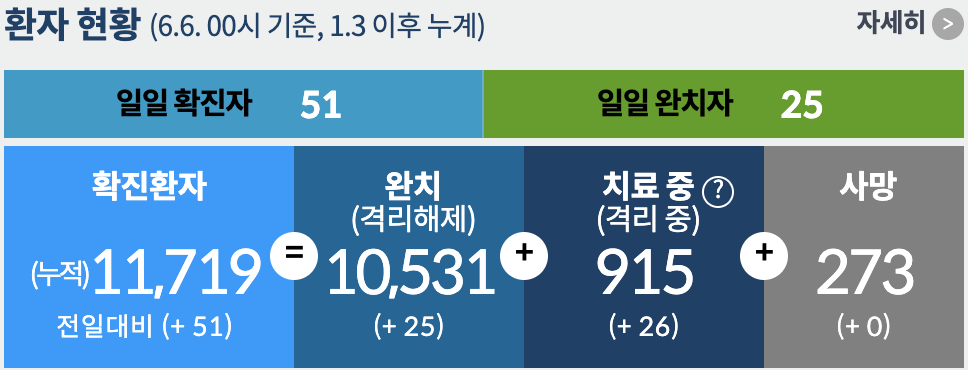 환자 현황 (6.6. 00시 기준, 1.3 이후 누계)
자세히 >
일일 확진자 51
일일 완치자 25
확진환자
(누적) 11,719
전일대비 (+ 51)
=
완치
(격리해제)
10,531
(+ 25)
+
치료 중 ?
(격리 중)
915
(+ 26)
+
사망
273
(+ 0)